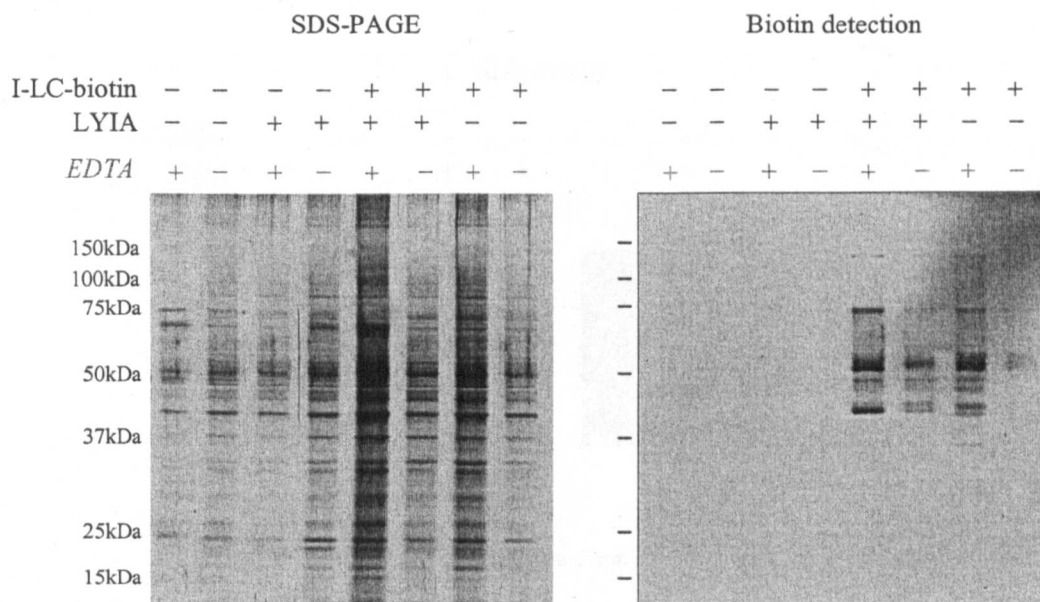 SDS-PAGE Biotin detection
I-LC-biotin − − − − + + + + − − − − + + + +
LYIA − − + + + + − − − − + + + + − −
EDTA + − + − + − + − + − + − + − + −
150kDa
100kDa
75kDa
50kDa
37kDa
25kDa
15kDa